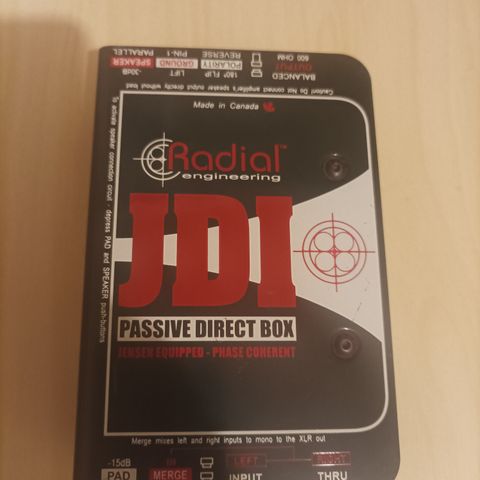 BALANCED
OUTPUT
600 OHM
GROUND
LIFT
PIN-1
POLARITY
180° FLIP
REVERSE
SPEAKER
-30dB
PARALLEL
Caution! Do Not connect amplifier's speaker output directly without load
Made in Canada
Radial™
engineering
JDI
PASSIVE DIRECT BOX
JENSEN EQUIPPED - PHASE COHERENT
To activate speaker connection circuit - depress PAD and SPEAKER push-buttons
Merge mixes left and right inputs to mono to the XLR out
-15dB
PAD
MERGE
LEFT
INPUT
RIGHT
THRU